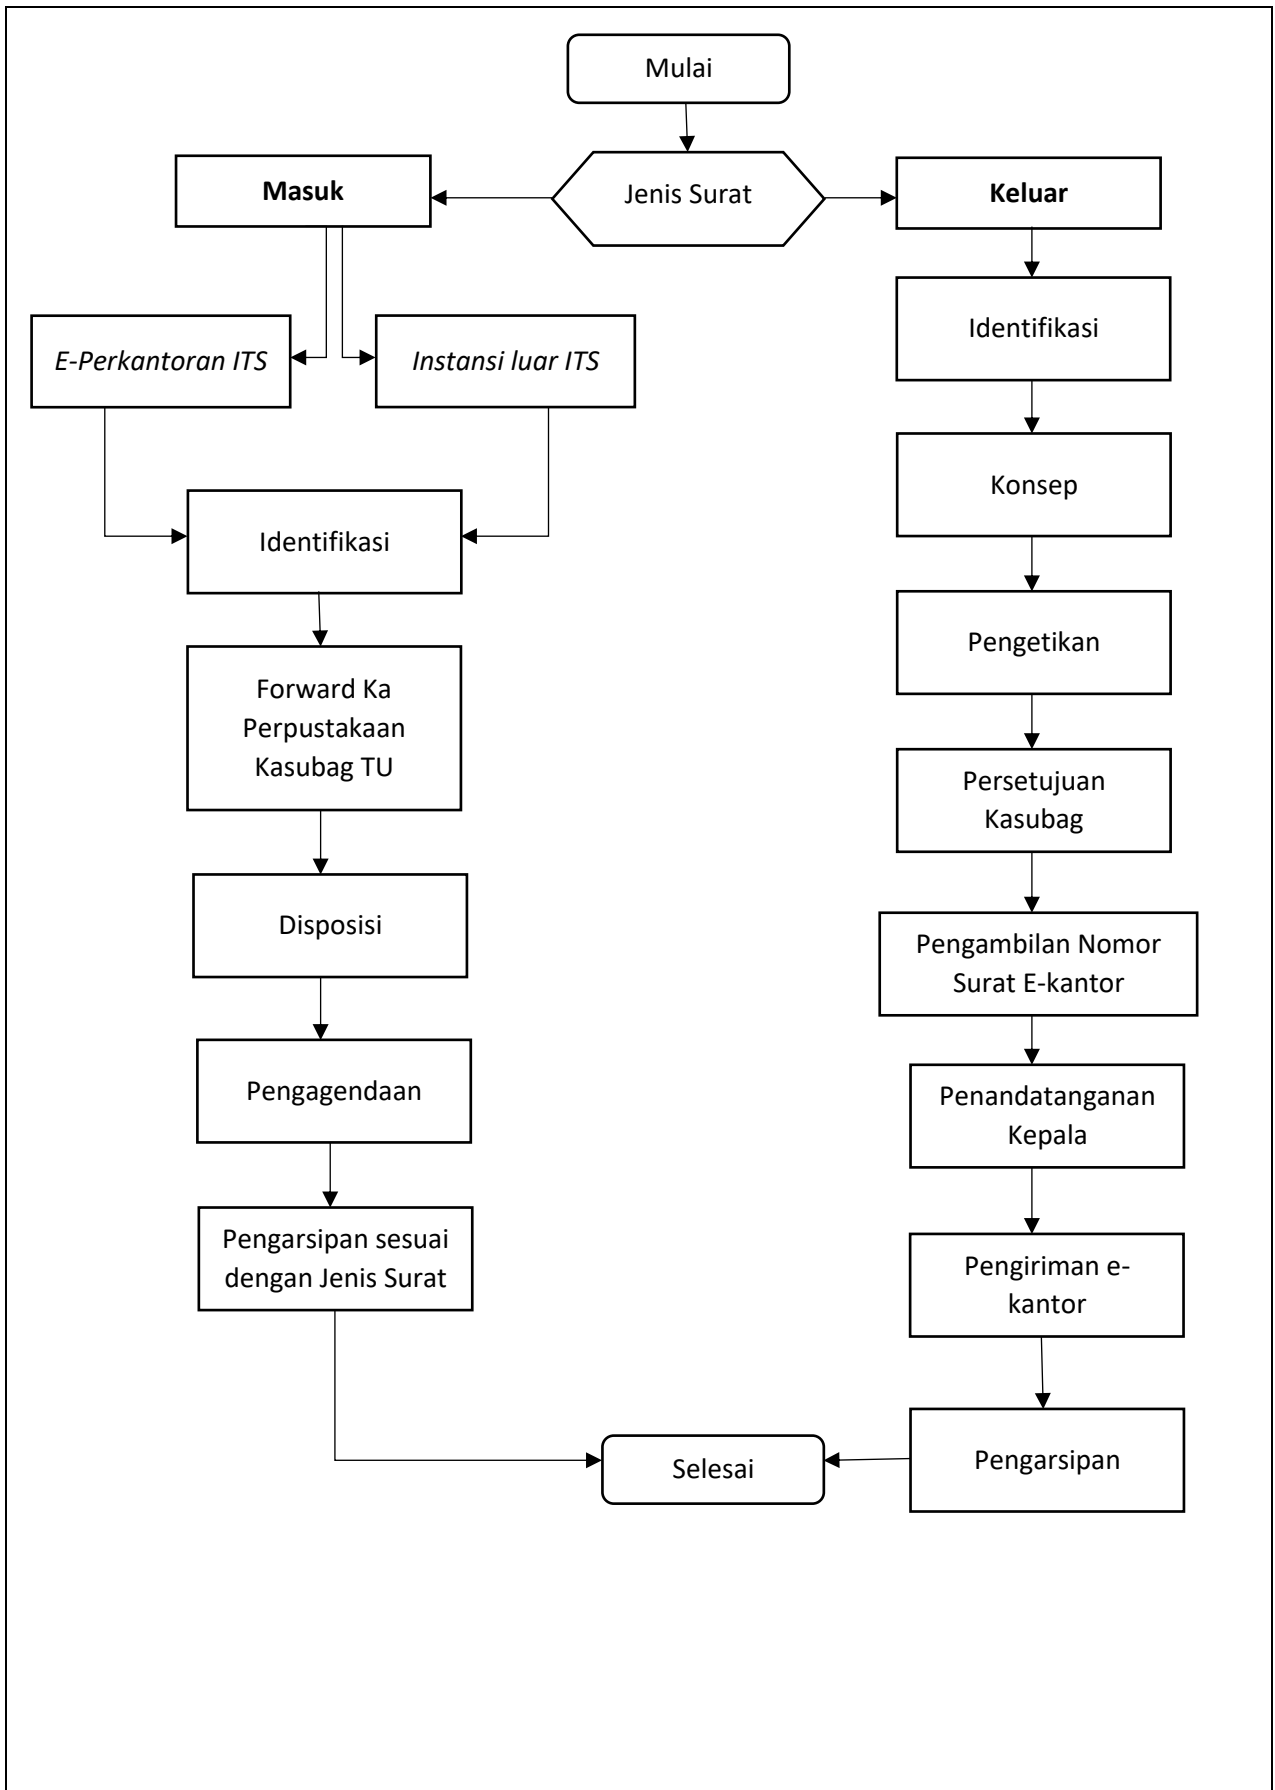 Mulai
Jenis Surat
Masuk
Keluar
E-Perkantoran ITS
Instansi luar ITS
Identifikasi
Forward Ka
Perpustakaan
Kasubag TU
Disposisi
Pengagendaan
Pengarsipan sesuai
dengan Jenis Surat
Identifikasi
Konsep
Pengetikan
Persetujuan
Kasubag
Pengambilan Nomor
Surat E-kantor
Penandatanganan
Kepala
Pengiriman e-
kantor
Pengarsipan
Selesai